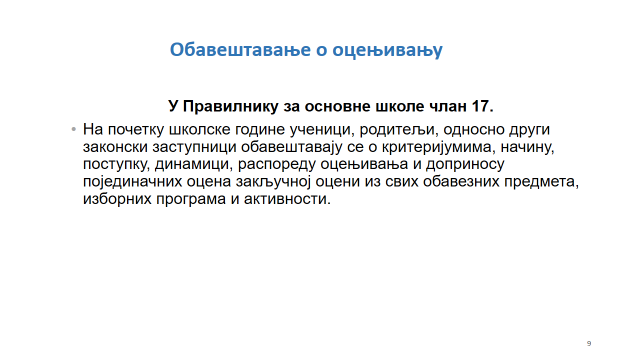 Обавештавање о оцењивању
У Правилнику за основне школе члан 17.
• На почетку школске године ученици, родитељи, односно други
законски заступници обавештавају се о критеријумима, начину,
поступку, динамици, распореду оцењивања и доприносу
појединачних оцена закључној оцени из свих обавезних предмета,
изборних програма и активности.
9